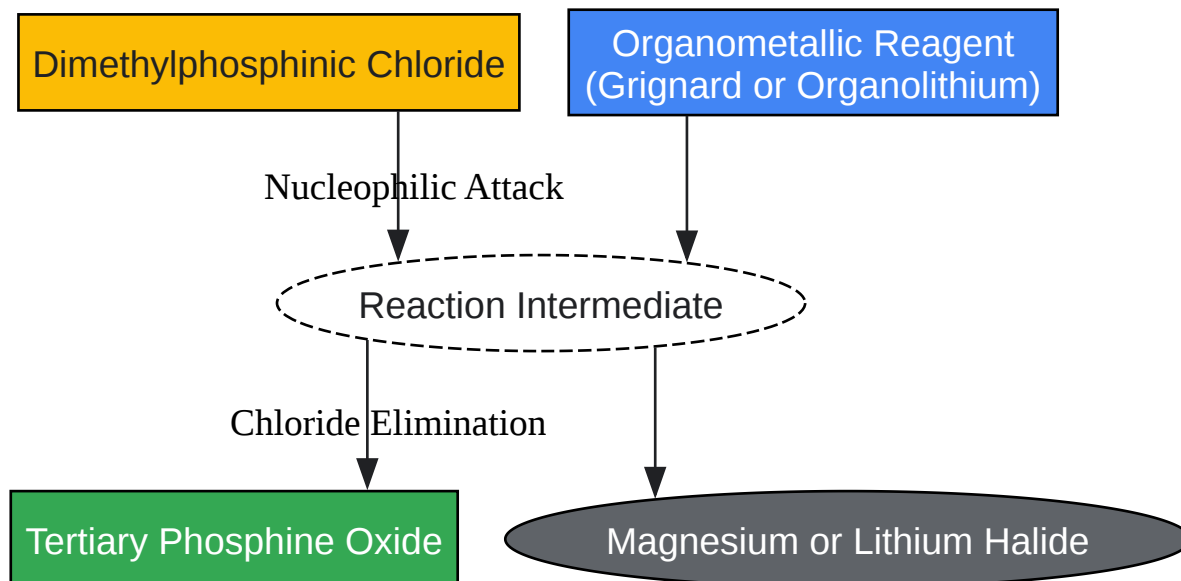 Dimethylphosphinic Chloride
Organometallic Reagent
(Grignard or Organolithium)
Nucleophilic Attack
Reaction Intermediate
Chloride Elimination
Tertiary Phosphine Oxide
Magnesium or Lithium Halide